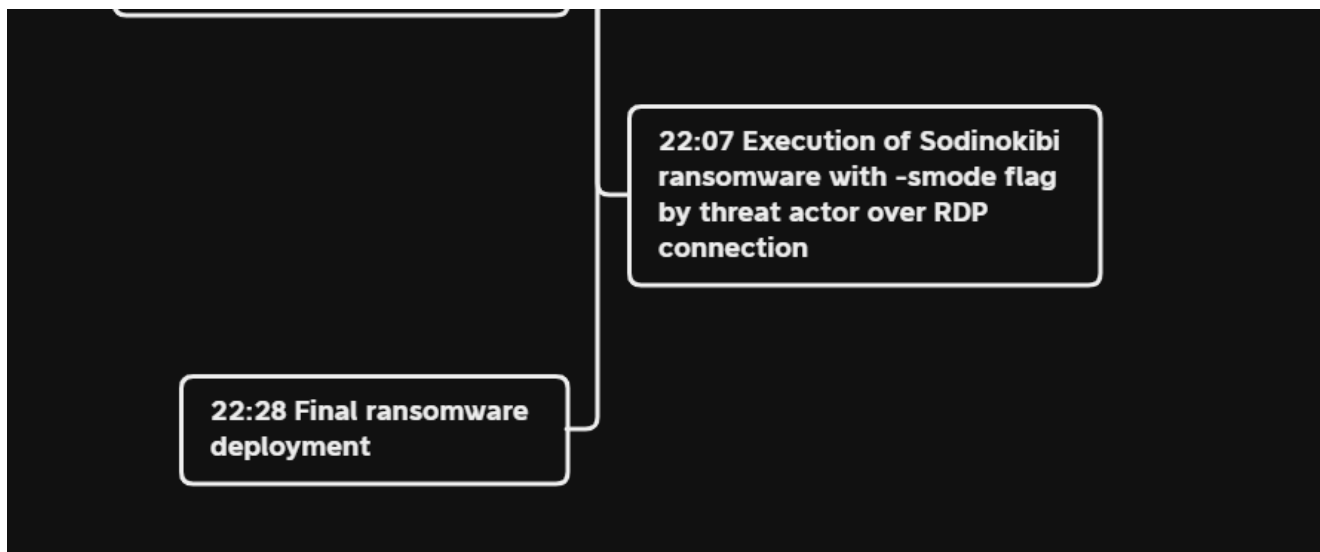 22:07 Execution of Sodinokibi
ransomware with -smode flag
by threat actor over RDP
connection
22:28 Final ransomware
deployment